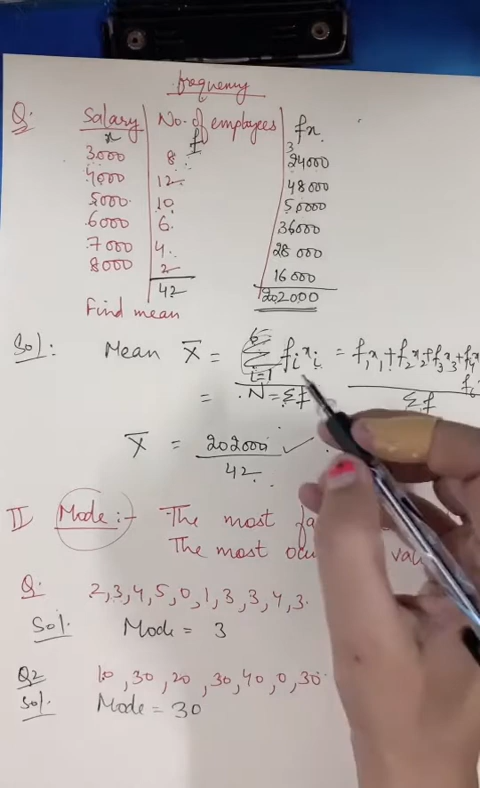 frequency
Q: Salary No. of employees fx
x f
3000 8 24000
4000 12 48000
5000 10 50000
6000 6 36000
7000 4 28000
8000 2 16000
42 202000
Find mean
Sol: Mean X̄ = Σ fᵢxᵢ = f₁x₁ + f₂x₂ + f₃x₃ + f₄x₄
i=1
= N = Σf Σf
X̄ = 202000
42
II Mode:- The most
The most
Q: 2,3,4,5,0,1,3,3,4,3.
Sol: Mode = 3
Q2 10, 30, 20, 30, 40, 0, 30
Sol. Mode = 30